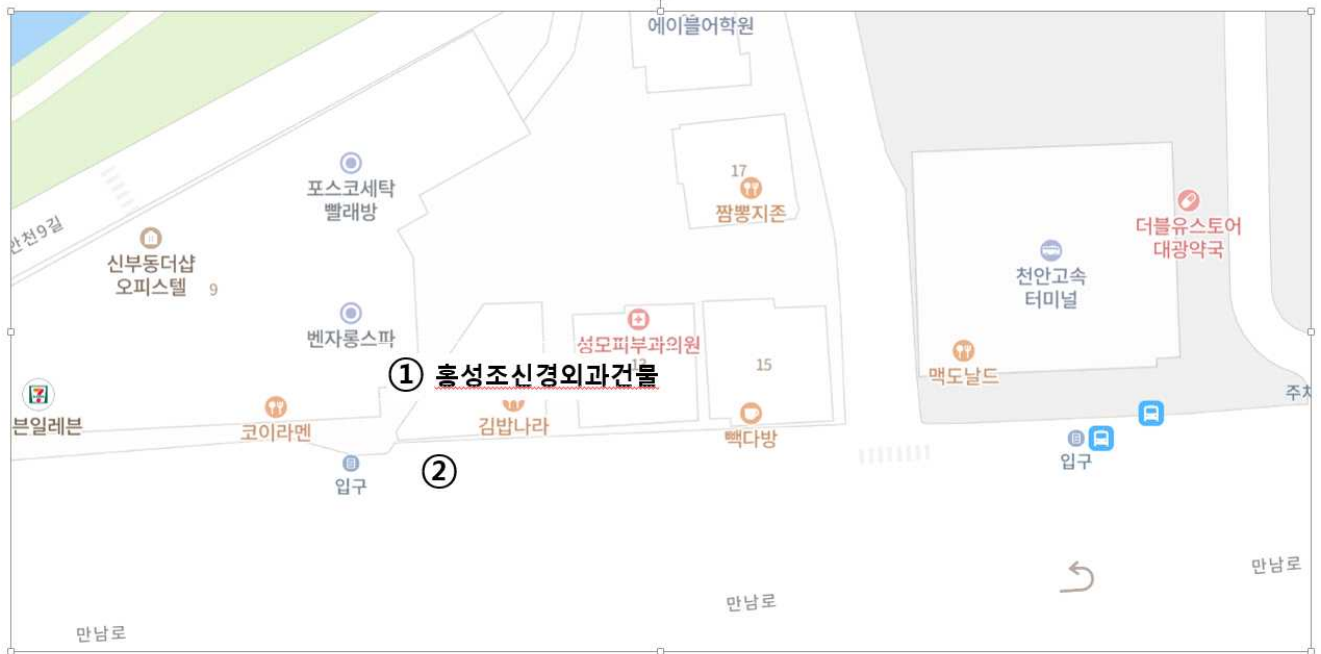 에이블어학원
포스코세탁
빨래방
17
짬뽕지존
더블유스토어
대광약국
안천9길
신부동더샵
오피스텔 9
천안고속
터미널
벤자롱스파
성모피부과의원
13
15
① 홍성조신경외과건물
맥도날드
주차
7
븐일레븐
코이라멘
김밥나라
빽다방
입구
②
입구
만남로
만남로
만남로